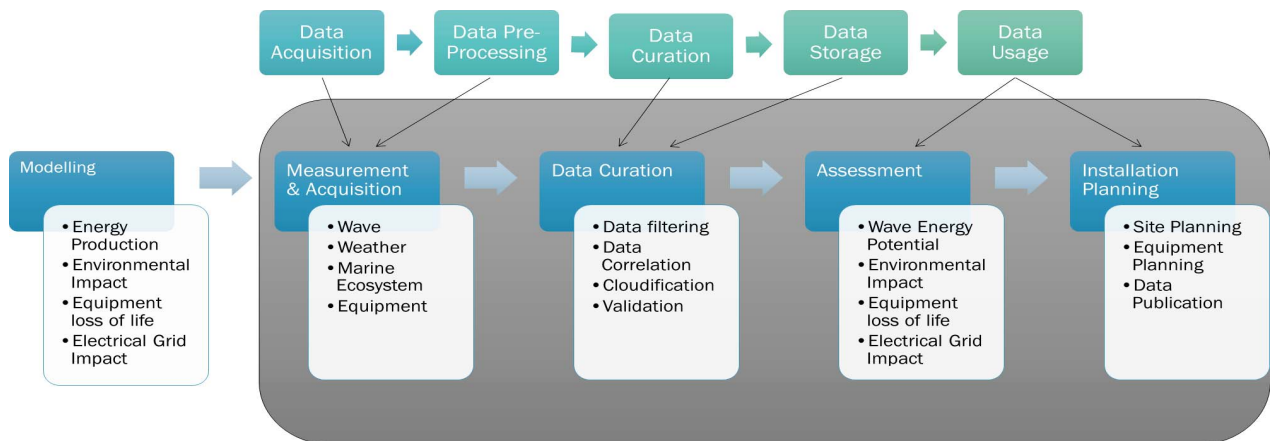 Data
Acquisition
Data Pre-
Processing
Data
Curation
Data
Storage
Data
Usage
Modelling
• Energy
Production
• Environmental
Impact
• Equipment
loss of life
• Electrical Grid
Impact
Measurement
& Acquisition
• Wave
• Weather
• Marine
Ecosystem
• Equipment
Data Curation
• Data filtering
• Data
Correlation
• Cloudification
• Validation
Assessment
• Wave Energy
Potential
• Environmental
Impact
• Equipment
loss of life
• Electrical Grid
Impact
Installation
Planning
• Site Planning
• Equipment
Planning
• Data
Publication